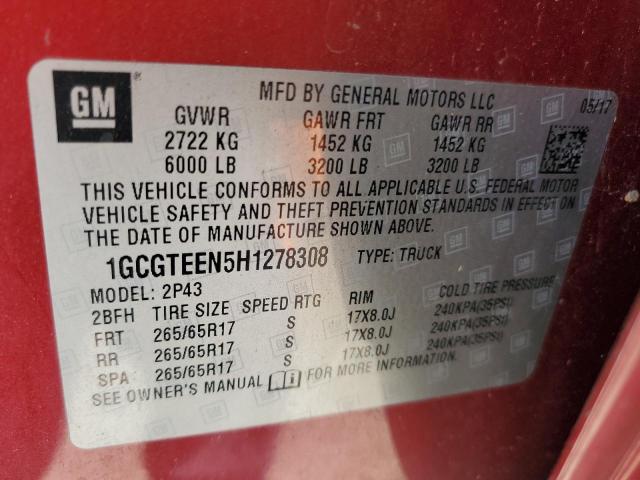 GM
MFD BY GENERAL MOTORS LLC 05/17
GVWR GAWR FRT GAWR RR
2722 KG 1452 KG 1452 KG
6000 LB 3200 LB 3200 LB
THIS VEHICLE CONFORMS TO ALL APPLICABLE U.S. FEDERAL MOTOR
VEHICLE SAFETY AND THEFT PREVENTION STANDARDS IN EFFECT ON
THE DATE OF MANUFACTURE SHOWN ABOVE.
1GCGTEEN5H1278308 TYPE: TRUCK
MODEL: 2P43
2BFH TIRE SIZE SPEED RTG RIM COLD TIRE PRESSURE
FRT 265/65R17 S 17X8.0J 240KPA(35PSI)
RR 265/65R17 S 17X8.0J 240KPA(35PSI)
SPA 265/65R17 S 17X8.0J 240KPA(35PSI)
SEE OWNER'S MANUAL FOR MORE INFORMATION.